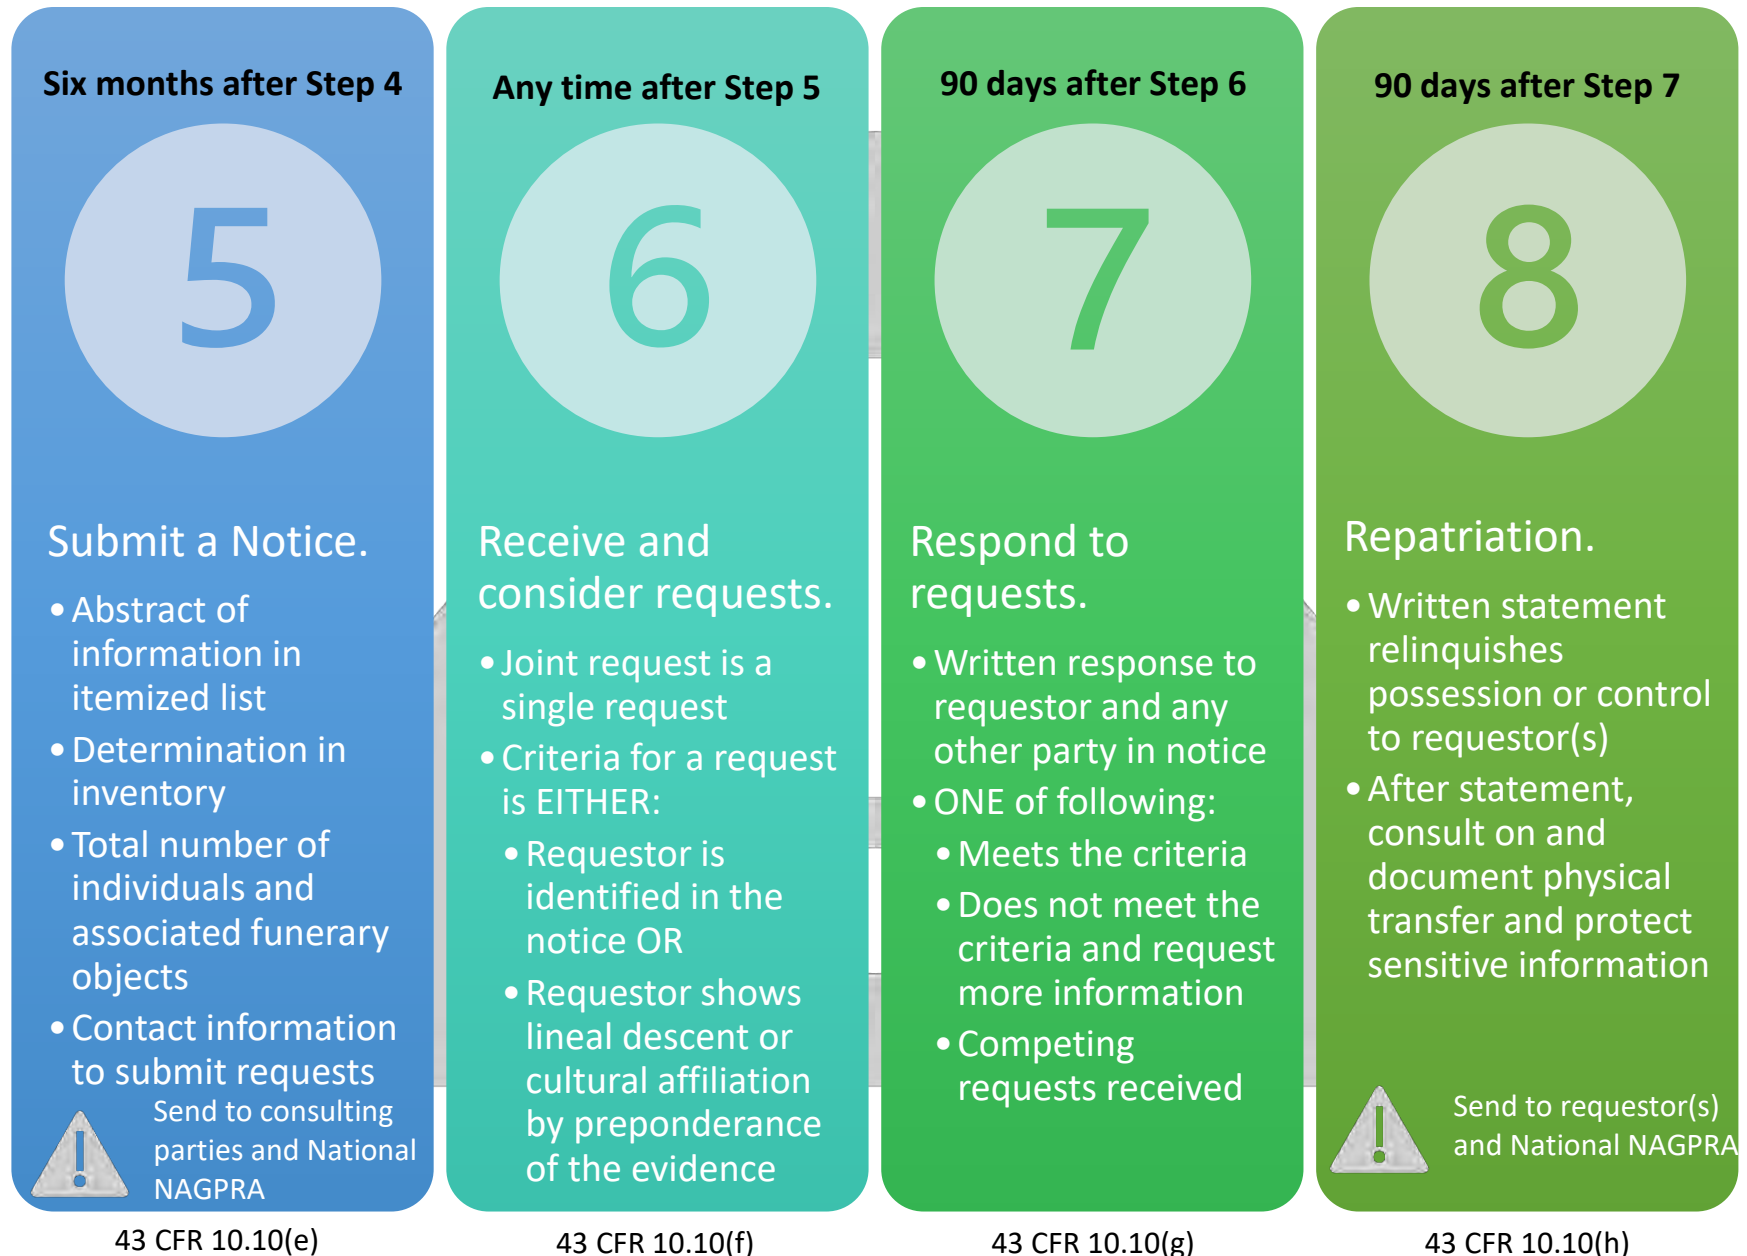 Six months after Step 4
5
Submit a Notice.
• Abstract of
information in
itemized list
• Determination in
inventory
• Total number of
individuals and
associated funerary
objects
• Contact information
to submit requests
Send to consulting
parties and National
NAGPRA
43 CFR 10.10(e)
Any time after Step 5
6
Receive and
consider requests.
• Joint request is a
single request
• Criteria for a request
is EITHER:
• Requestor is
identified in the
notice OR
• Requestor shows
lineal descent or
cultural affiliation
by preponderance
of the evidence
43 CFR 10.10(f)
90 days after Step 6
7
Respond to
requests.
• Written response to
requestor and any
other party in notice
• ONE of following:
• Meets the criteria
• Does not meet the
criteria and request
more information
• Competing
requests received
43 CFR 10.10(g)
90 days after Step 7
8
Repatriation.
• Written statement
relinquishes
possession or control
to requestor(s)
• After statement,
consult on and
document physical
transfer and protect
sensitive information
Send to requestor(s)
and National NAGPRA
43 CFR 10.10(h)